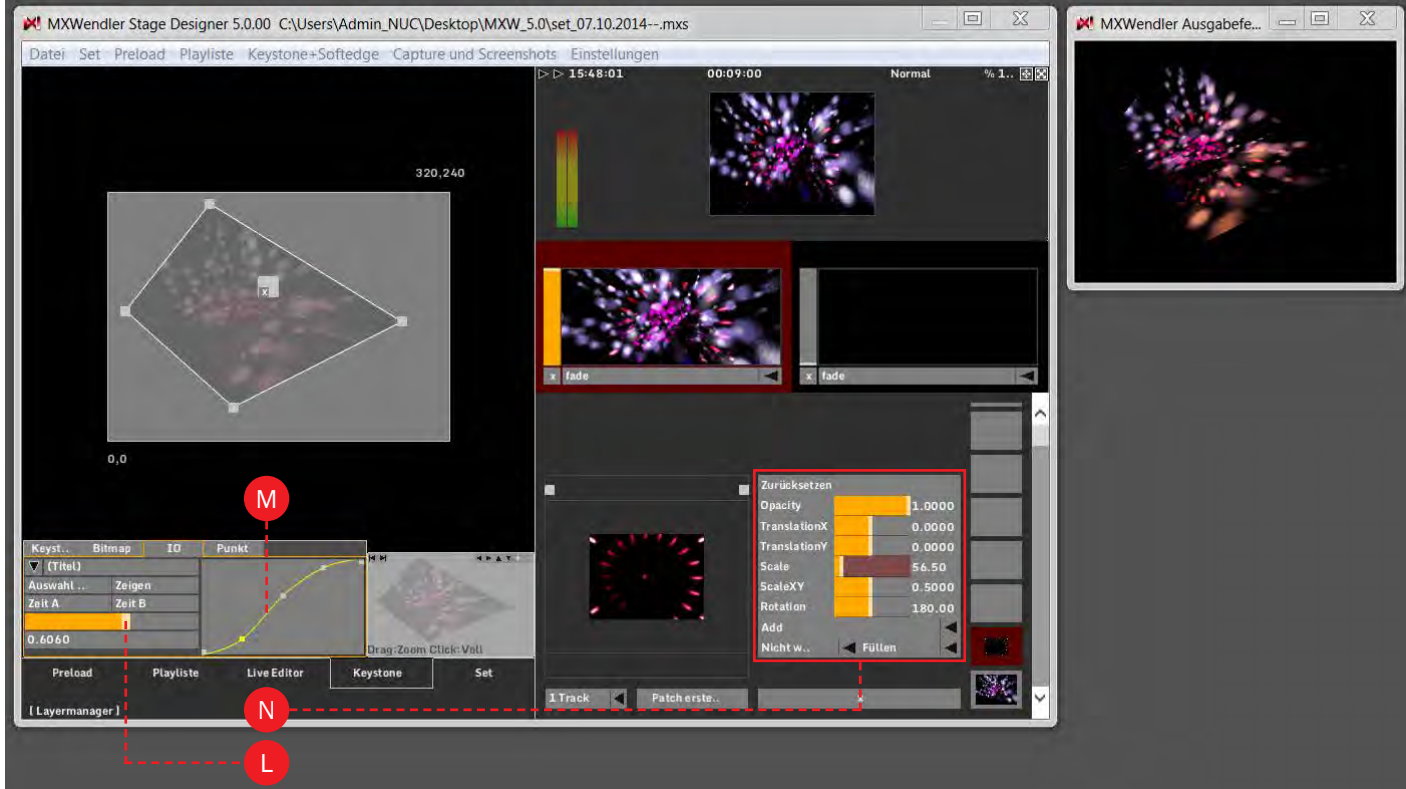 MXWendler Stage Designer 5.0.00 C:\Users\Admin_NUC\Desktop\MXW_5.0\set_07.10.2014--.mxs
MXWendler Ausgabefe...
Datei Set Preload Playliste Keystone+Softedge Capture und Screenshots Einstellungen
15:48:01 00:09:00 Normal % 1..
320,240
x
x fade
x fade
0,0
Zurücksetzen
Opacity 1.0000
TranslationX 0.0000
TranslationY 0.0000
Scale 56.50
ScaleXY 0.5000
Rotation 180.00
Add
Nicht w.. Füllen
M
Keyst.. Bitmap IO Punkt
(Titel)
Auswahl .. Zeigen
Zeit A Zeit B
0.6060
Drag:Zoom Click:Voll
Preload Playliste Live Editor Keystone Set
1 Track Patch erste.. x
[ Layermanager ]
N
L